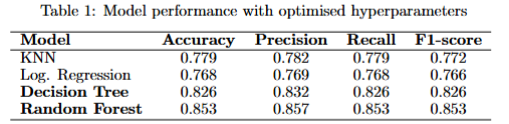 Table 1: Model performance with optimised hyperparameters
Model Accuracy Precision Recall F1-score
KNN 0.779 0.782 0.779 0.772
Log. Regression 0.768 0.769 0.768 0.766
Decision Tree 0.826 0.832 0.826 0.826
Random Forest 0.853 0.857 0.853 0.853